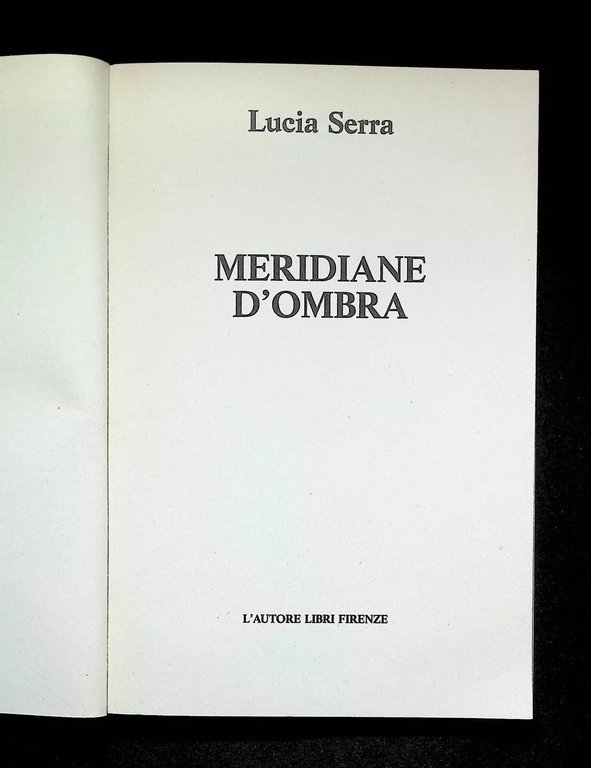 Lucia Serra
MERIDIANE
D'OMBRA
L'AUTORE LIBRI FIRENZE